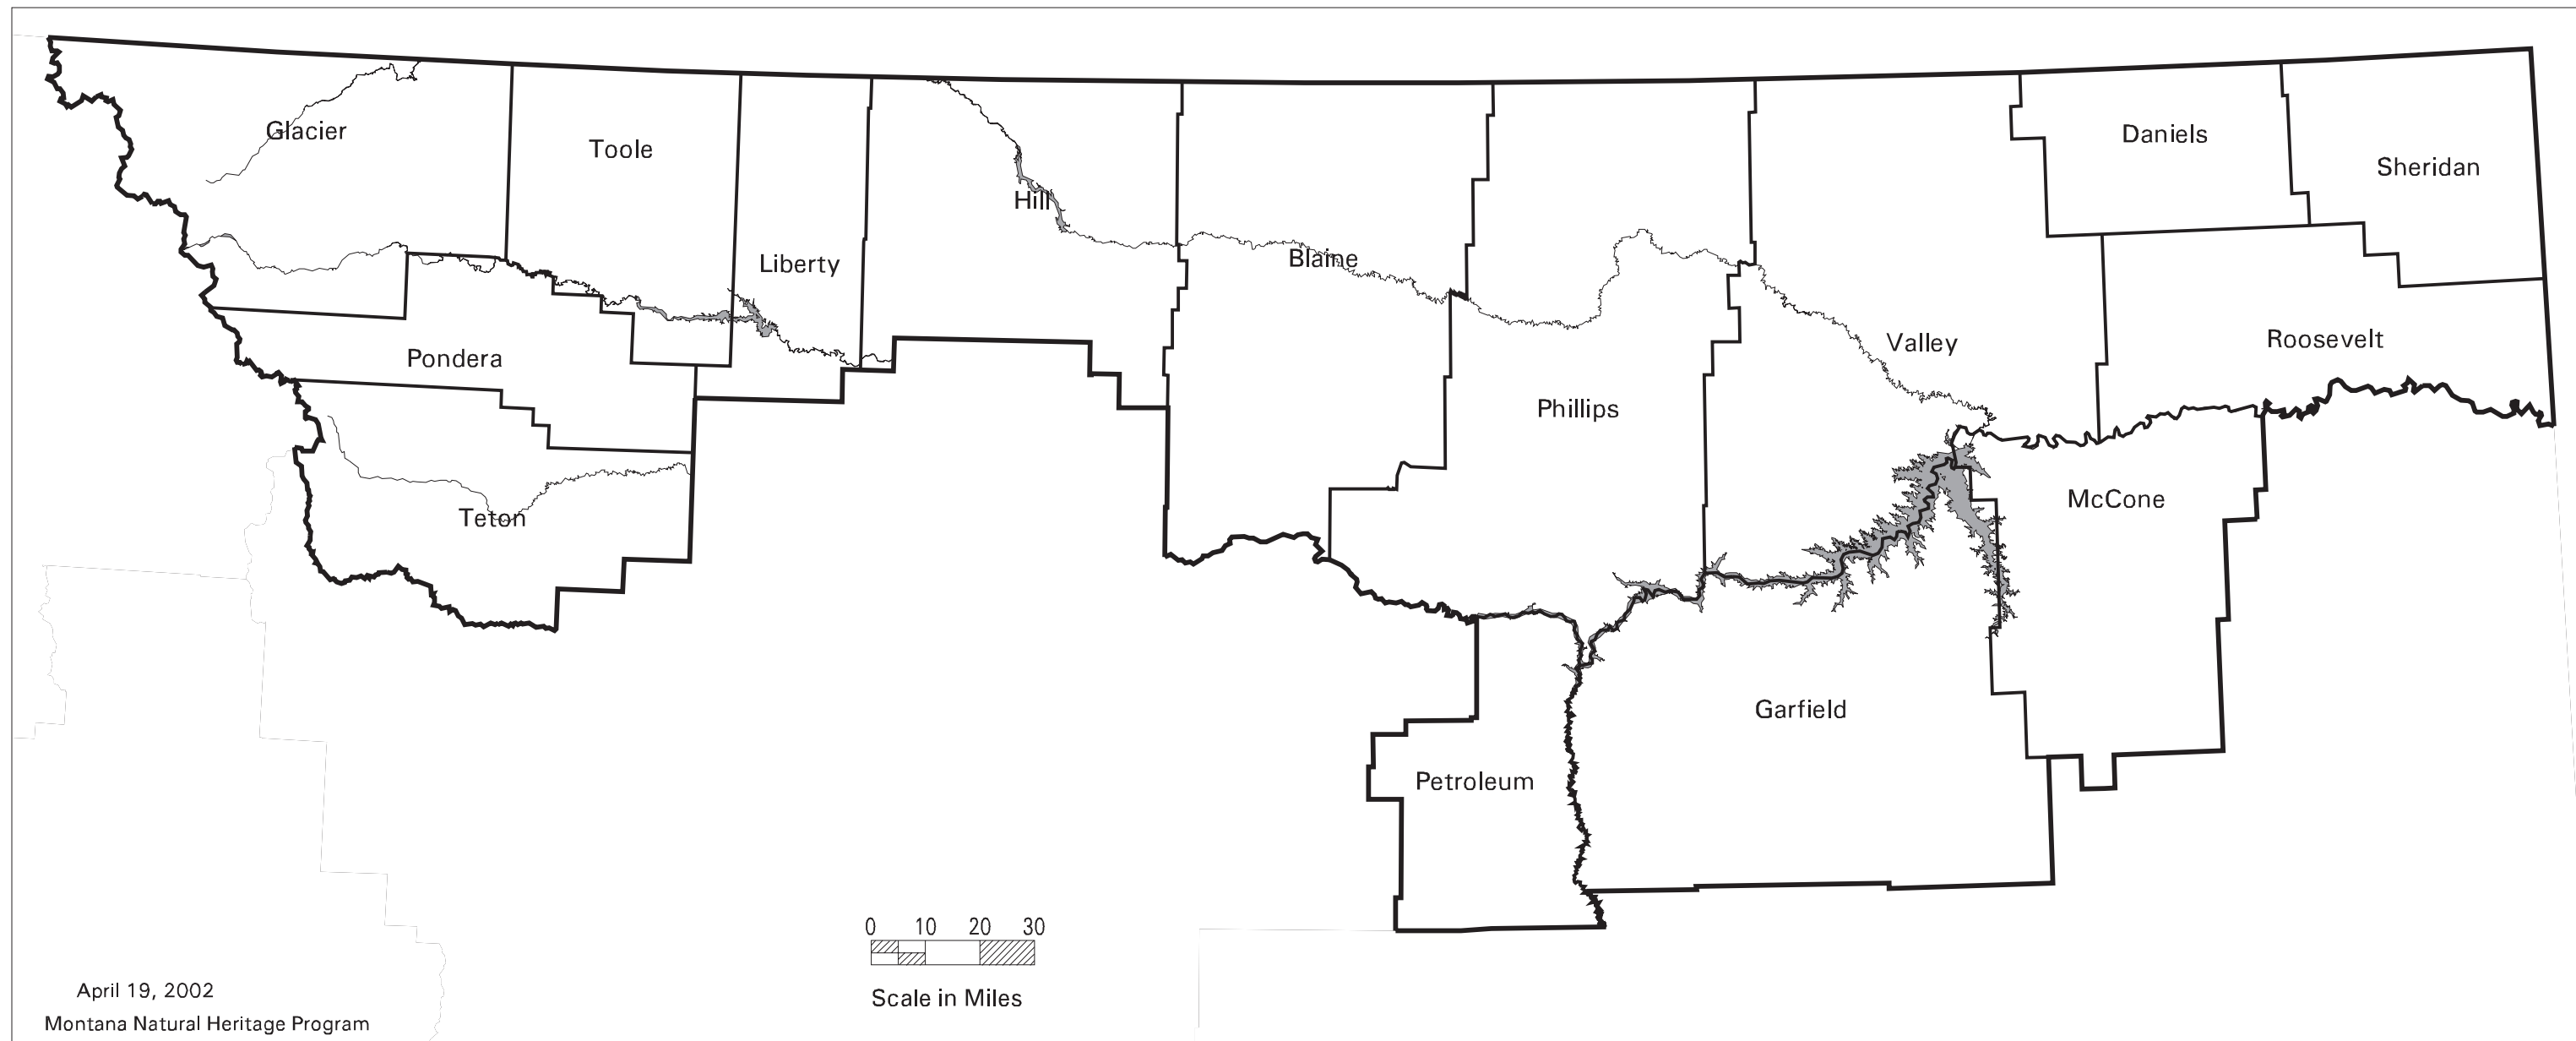 Glacier
Toole
Daniels
Sheridan
Hill
Liberty
Blaine
Valley
Roosevelt
Pondera
Phillips
McCone
Teton
Garfield
Petroleum
0 10 20 30
Scale in Miles
April 19, 2002
Montana Natural Heritage Program